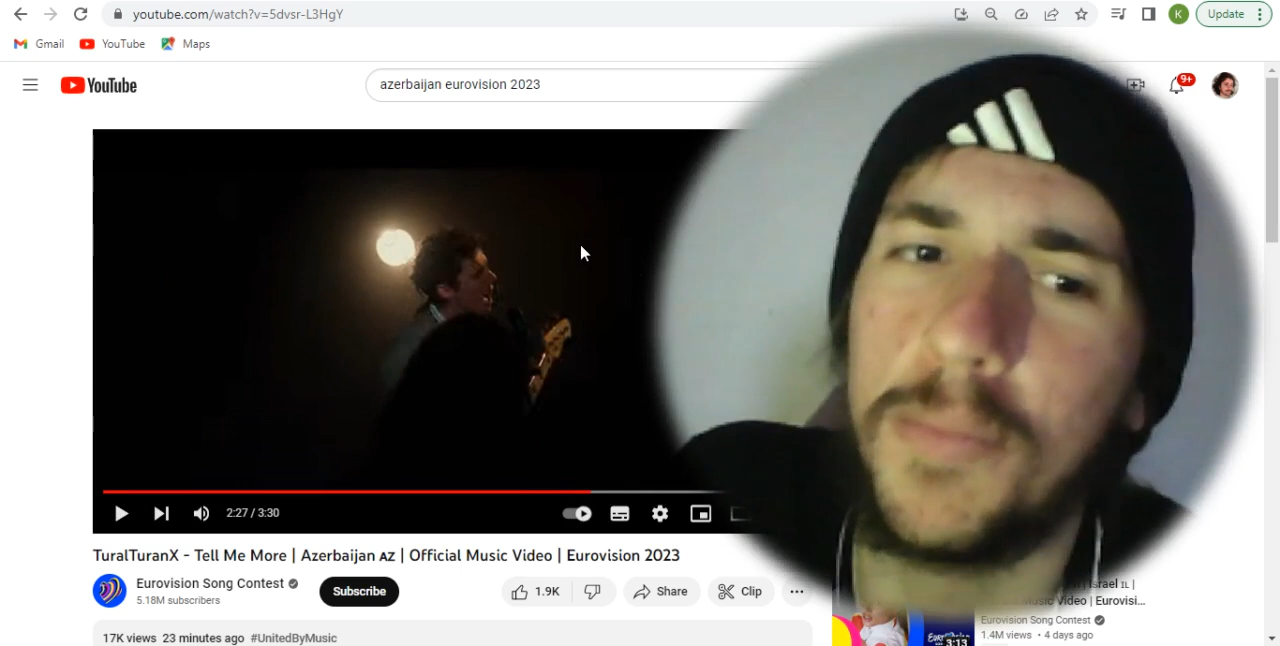 youtube.com/watch?v=5dvsr-L3HgY
K
Update
Gmail
YouTube
Maps
YouTube
azerbaijan eurovision 2023
9+
2:27 / 3:30
TuralTuranX - Tell Me More | Azerbaijan AZ | Official Music Video | Eurovision 2023
Eurovision Song Contest
5.18M subscribers
Subscribe
1.9K
Share
Clip
17K views 23 minutes ago #UnitedByMusic
Israel IL |
Music Video | Eurovisi...
Eurovision Song Contest
1.4M views • 4 days ago
3:13